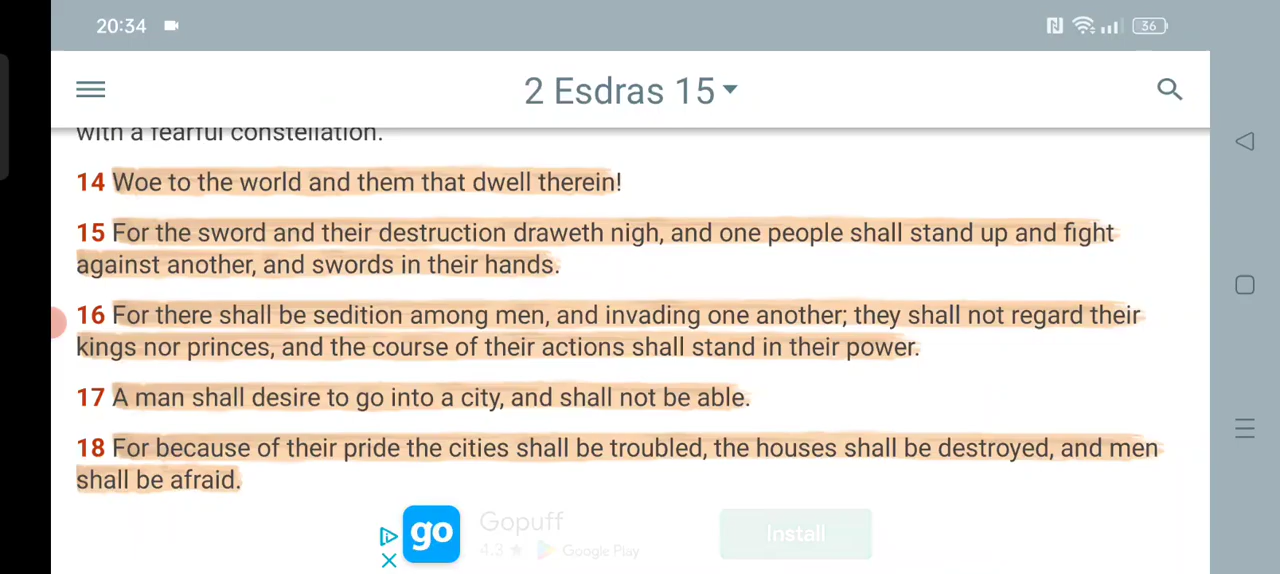 20:34
36
2 Esdras 15
with a fearful constellation.
14 Woe to the world and them that dwell therein!
15 For the sword and their destruction draweth nigh, and one people shall stand up and fight
against another, and swords in their hands.
16 For there shall be sedition among men, and invading one another; they shall not regard their
kings nor princes, and the course of their actions shall stand in their power.
17 A man shall desire to go into a city, and shall not be able.
18 For because of their pride the cities shall be troubled, the houses shall be destroyed, and men
shall be afraid.
go
Gopuff
4.3 ★ Google Play
Install